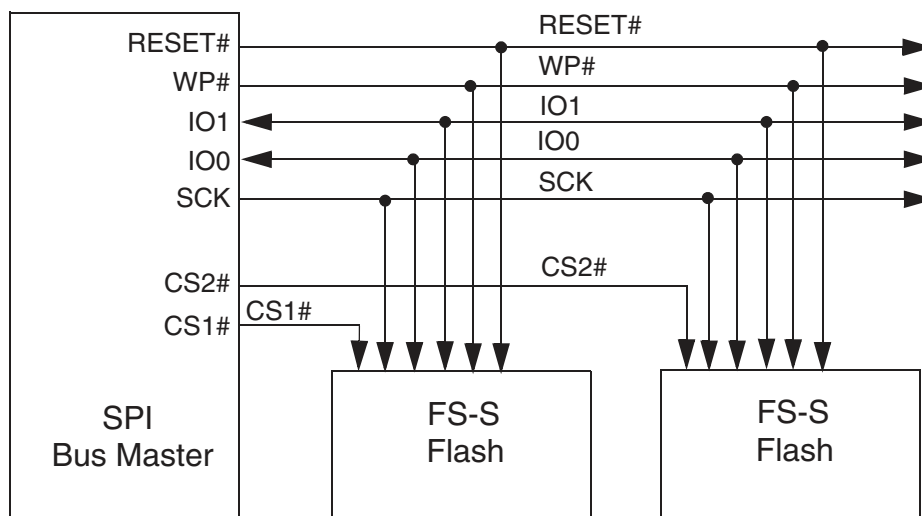 RESET#
RESET#
WP#
WP#
IO1
IO1
IO0
IO0
SCK
SCK
CS2#
CS2#
CS1#
CS1#
SPI
Bus Master
FS-S
Flash
FS-S
Flash